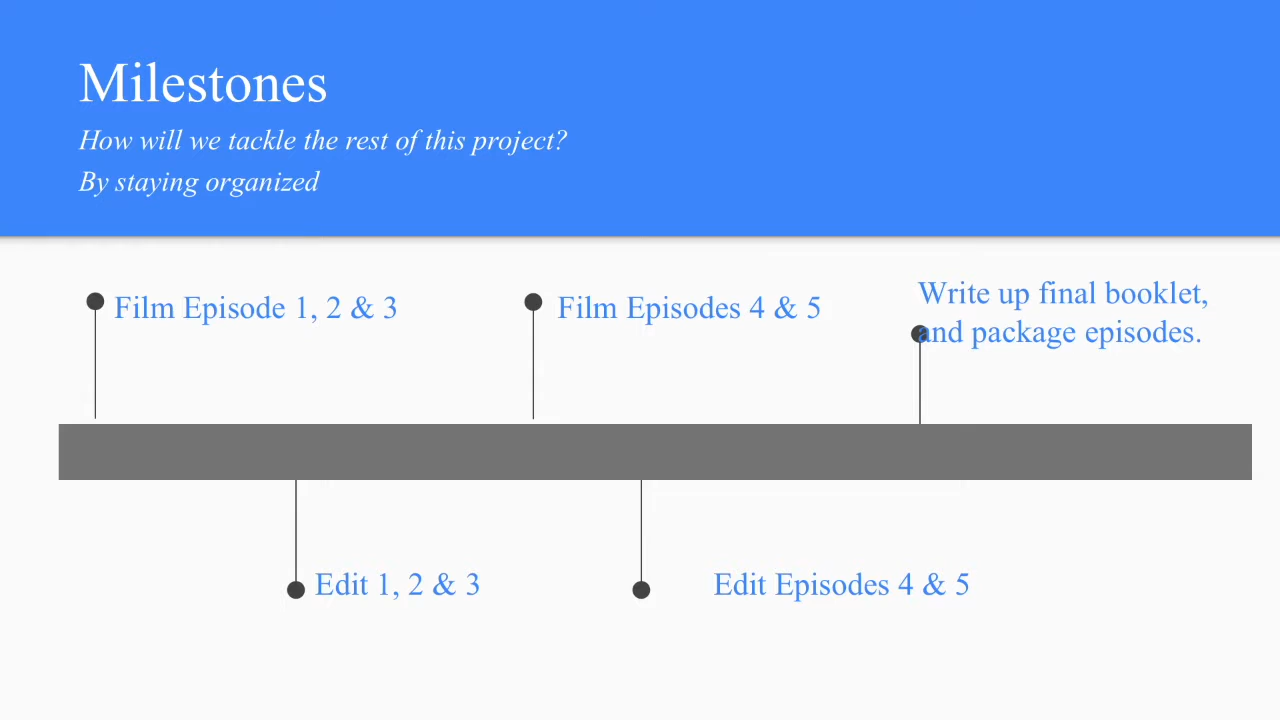 Milestones
How will we tackle the rest of this project?
By staying organized
Film Episode 1, 2 & 3
Film Episodes 4 & 5
Write up final booklet,
and package episodes.
Edit 1, 2 & 3
Edit Episodes 4 & 5